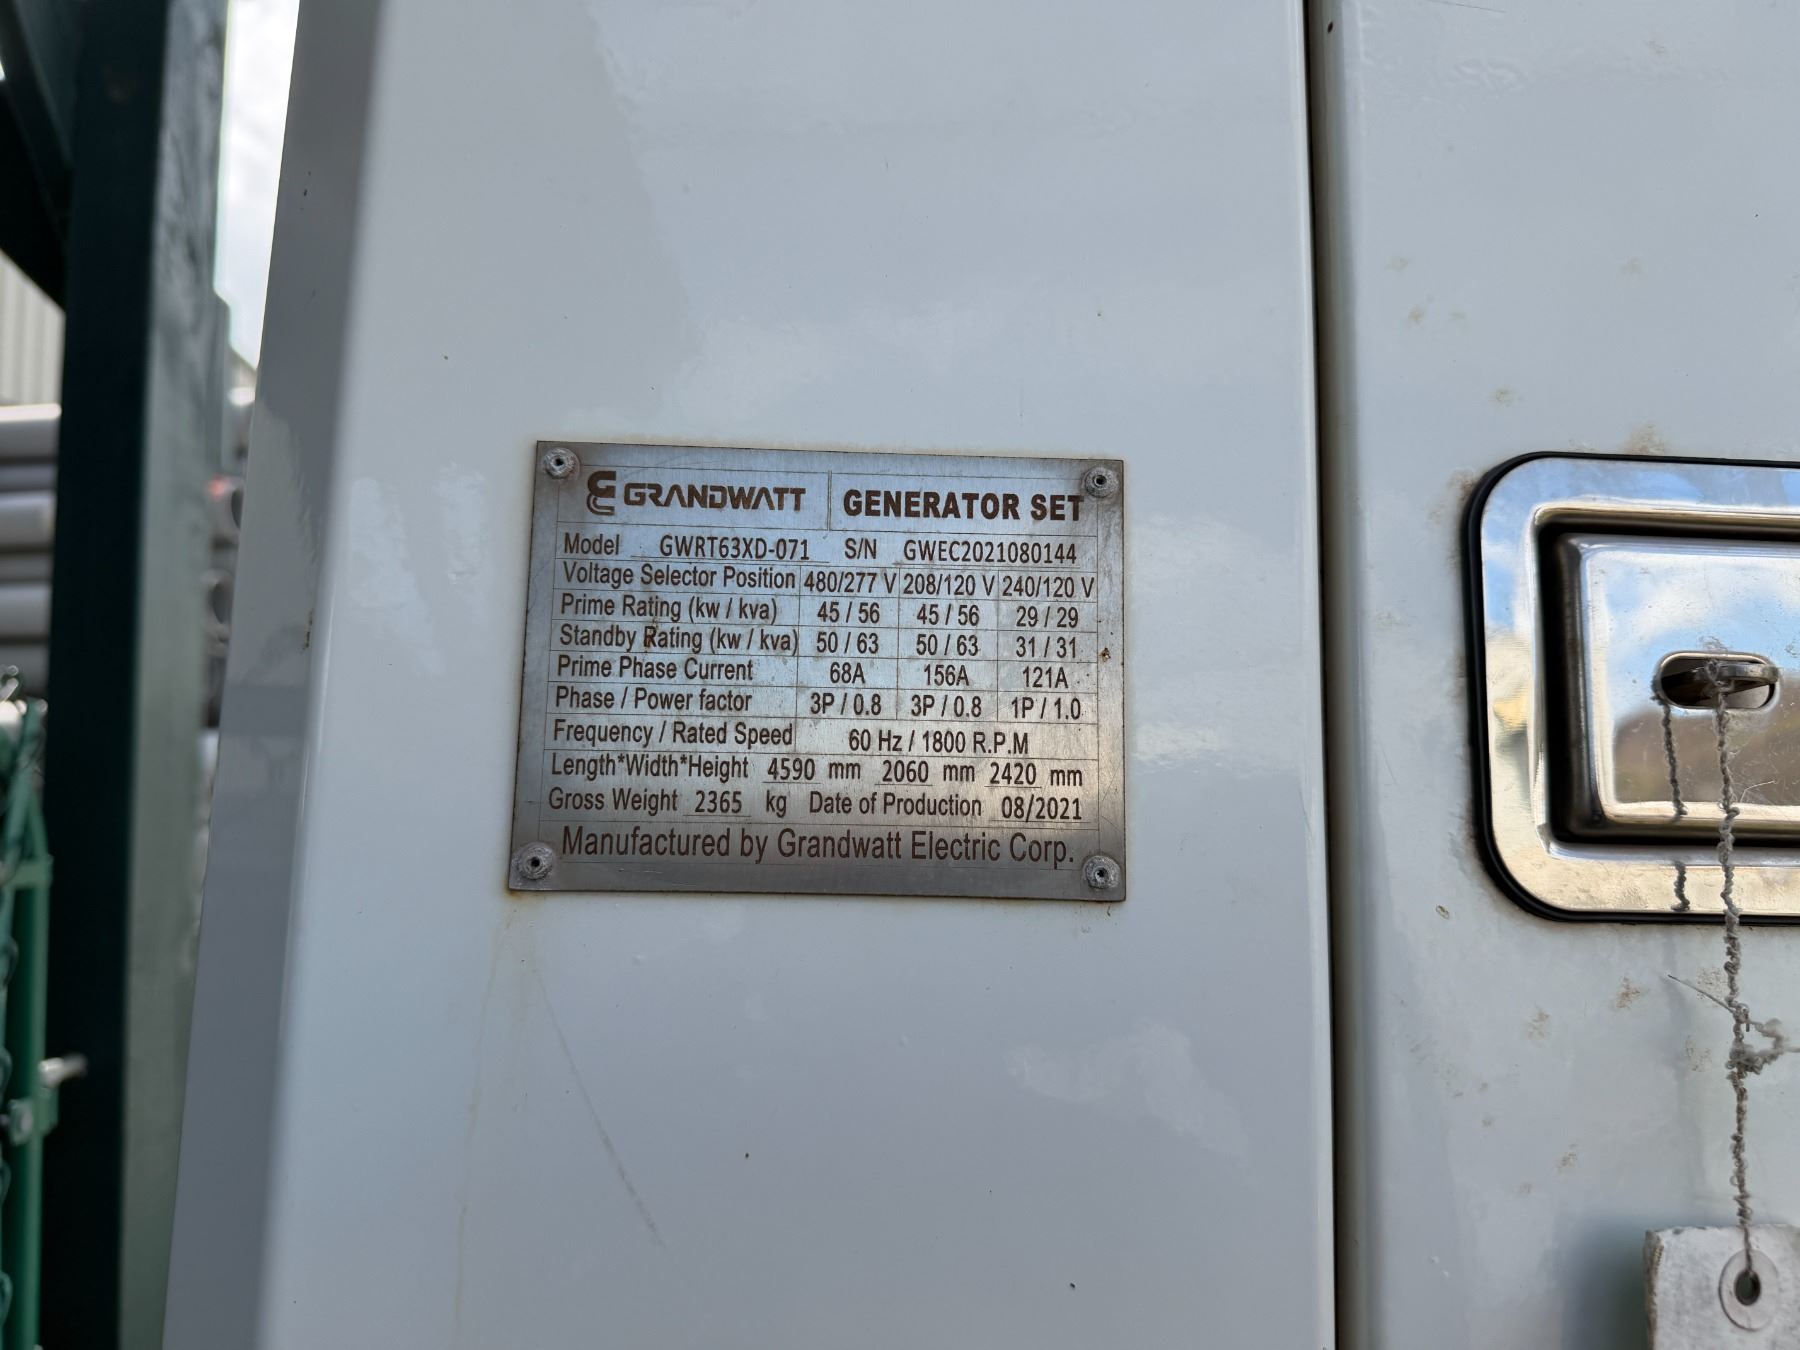 GRANDWATT GENERATOR SET
Model GWRT63XD-071 S/N GWEC2021080144
Voltage Selector Position 480/277 V 208/120 V 240/120 V
Prime Rating (kw / kva) 45 / 56 45 / 56 29 / 29
Standby Rating (kw / kva) 50 / 63 50 / 63 31 / 31
Prime Phase Current 68A 156A 121A
Phase / Power factor 3P / 0.8 3P / 0.8 1P / 1.0
Frequency / Rated Speed 60 Hz / 1800 R.P.M
Length*Width*Height 4590 mm 2060 mm 2420 mm
Gross Weight 2365 kg Date of Production 08/2021
Manufactured by Grandwatt Electric Corp.